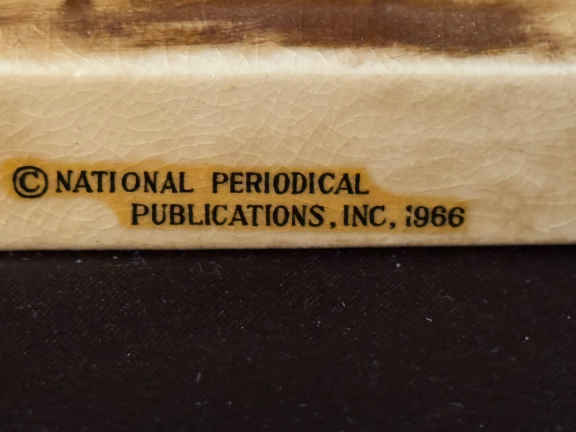 © NATIONAL PERIODICAL
PUBLICATIONS, INC, 1966